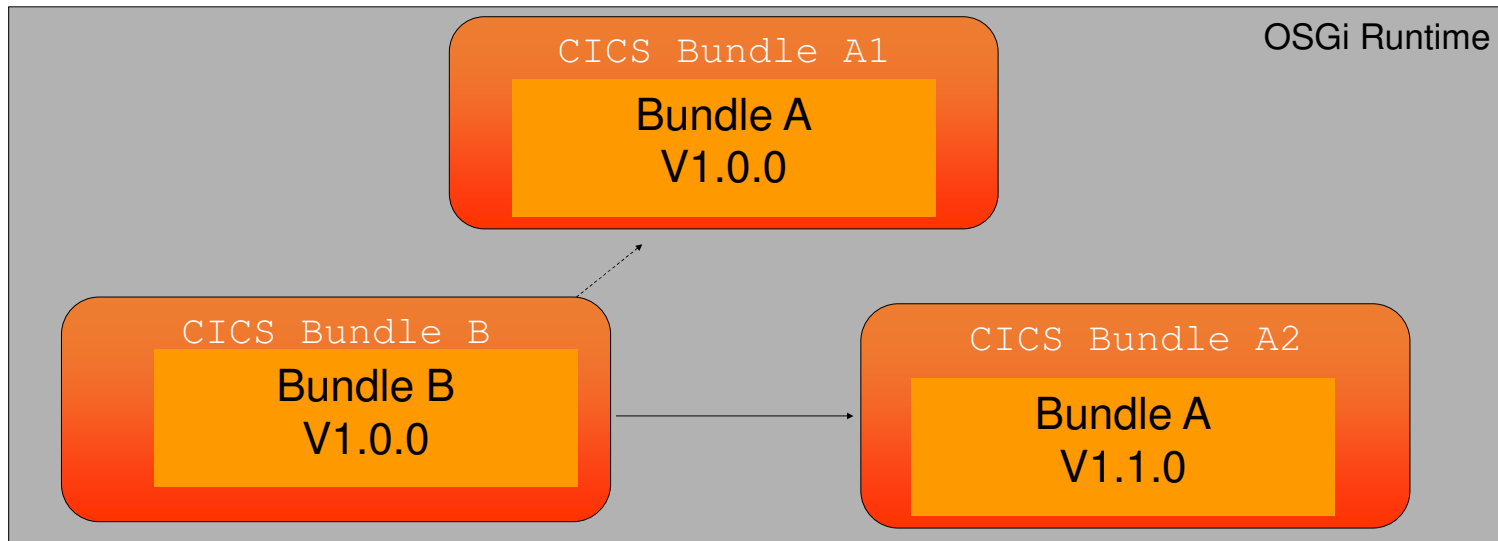 OSGi Runtime
CICS Bundle A1
Bundle A
V1.0.0
CICS Bundle B
Bundle B
V1.0.0
CICS Bundle A2
Bundle A
V1.1.0